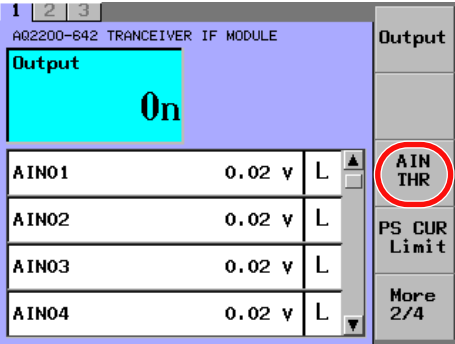 1 2 3
AQ2200-642 TRANCEIVER IF MODULE
Output
On
AIN01 0.02 v L
AIN02 0.02 v L
AIN03 0.02 v L
AIN04 0.02 v L
Output
AIN
THR
PS CUR
Limit
More
2/4